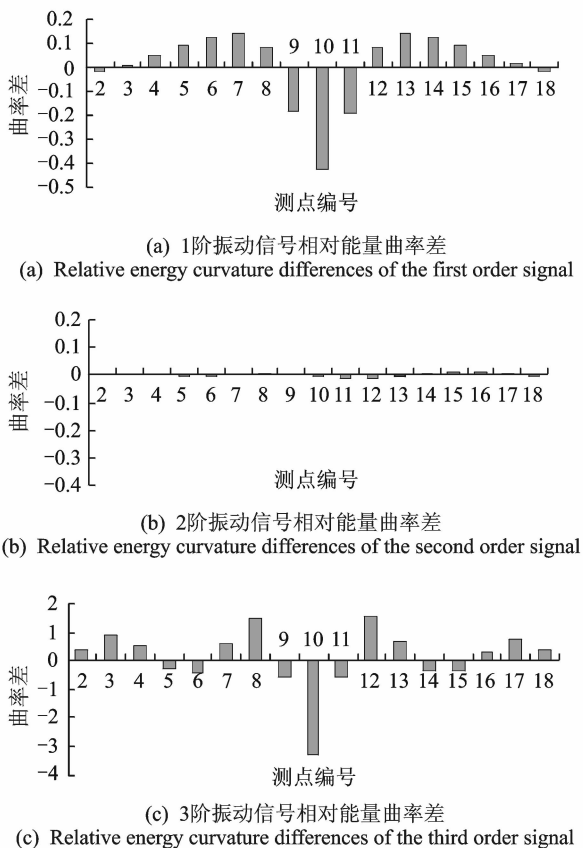 0.2
0.1
0
−0.1
−0.2
−0.3
−0.4
−0.5
曲率差
2 3 4 5 6 7 8 9 10 11 12 13 14 15 16 17 18
测点编号
(a) 1阶振动信号相对能量曲率差
(a) Relative energy curvature differences of the first order signal
0.2
0.1
0
−0.1
−0.2
−0.3
−0.4
曲率差
2 3 4 5 6 7 8 9 10 11 12 13 14 15 16 17 18
测点编号
(b) 2阶振动信号相对能量曲率差
(b) Relative energy curvature differences of the second order signal
2
1
0
−1
−2
−3
−4
曲率差
2 3 4 5 6 7 8 9 10 11 12 13 14 15 16 17 18
测点编号
(c) 3阶振动信号相对能量曲率差
(c) Relative energy curvature differences of the third order signal